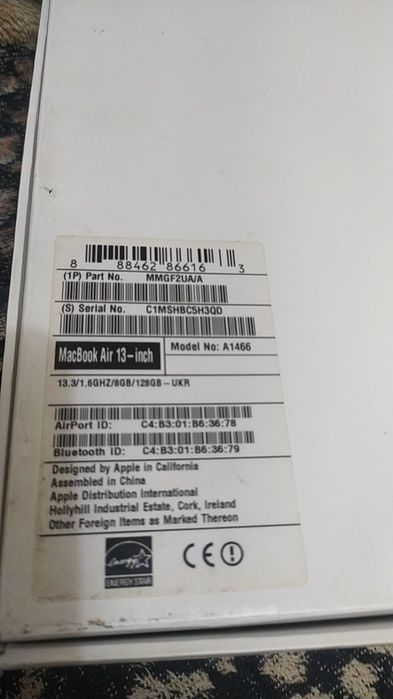 8 88462 86616 3
(1P) Part No. MMGF2UA/A
(S) Serial No. C1MSHBC5H3QD
MacBook Air 13-inch
Model No: A1466
13.3/1.6GHZ/8GB/128GB - UKR
AirPort ID: C4:B3:01:B6:36:78
Bluetooth ID: C4:B3:01:B6:36:79
Designed by Apple in California
Assembled in China
Apple Distribution International
Hollyhill Industrial Estate, Cork, Ireland
Other Foreign Items as Marked Thereon
energy
ENERGY STAR
CE